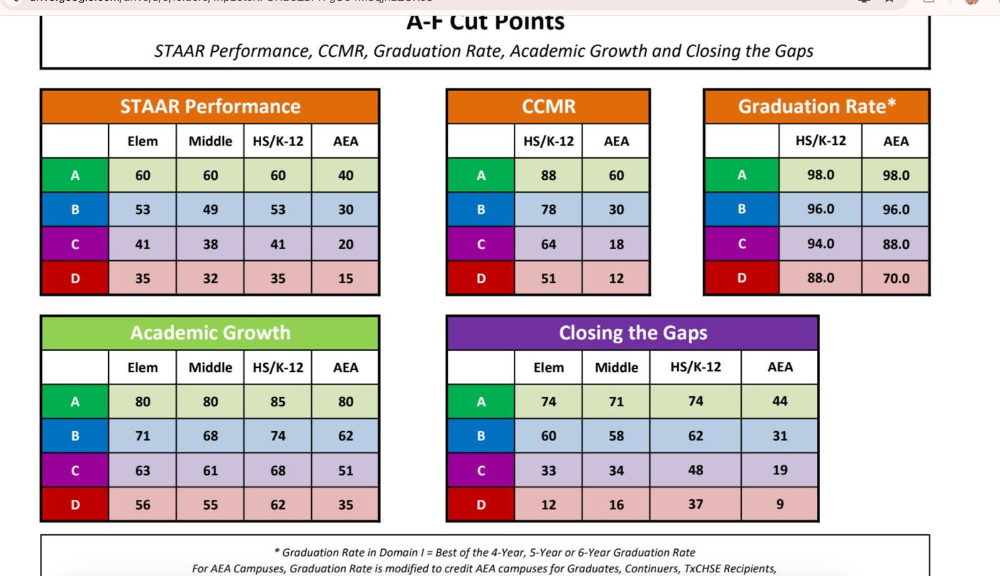 A-F Cut Points
STAAR Performance, CCMR, Graduation Rate, Academic Growth and Closing the Gaps
STAAR Performance
Elem Middle HS/K-12 AEA
A 60 60 60 40
B 53 49 53 30
C 41 38 41 20
D 35 32 35 15
CCMR
HS/K-12 AEA
A 88 60
B 78 30
C 64 18
D 51 12
Graduation Rate*
HS/K-12 AEA
A 98.0 98.0
B 96.0 96.0
C 94.0 88.0
D 88.0 70.0
Academic Growth
Elem Middle HS/K-12 AEA
A 80 80 85 80
B 71 68 74 62
C 63 61 68 51
D 56 55 62 35
Closing the Gaps
Elem Middle HS/K-12 AEA
A 74 71 74 44
B 60 58 62 31
C 33 34 48 19
D 12 16 37 9
* Graduation Rate in Domain I = Best of the 4-Year, 5-Year or 6-Year Graduation Rate
For AEA Campuses, Graduation Rate is modified to credit AEA campuses for Graduates, Continuers, TxCHSE Recipients,